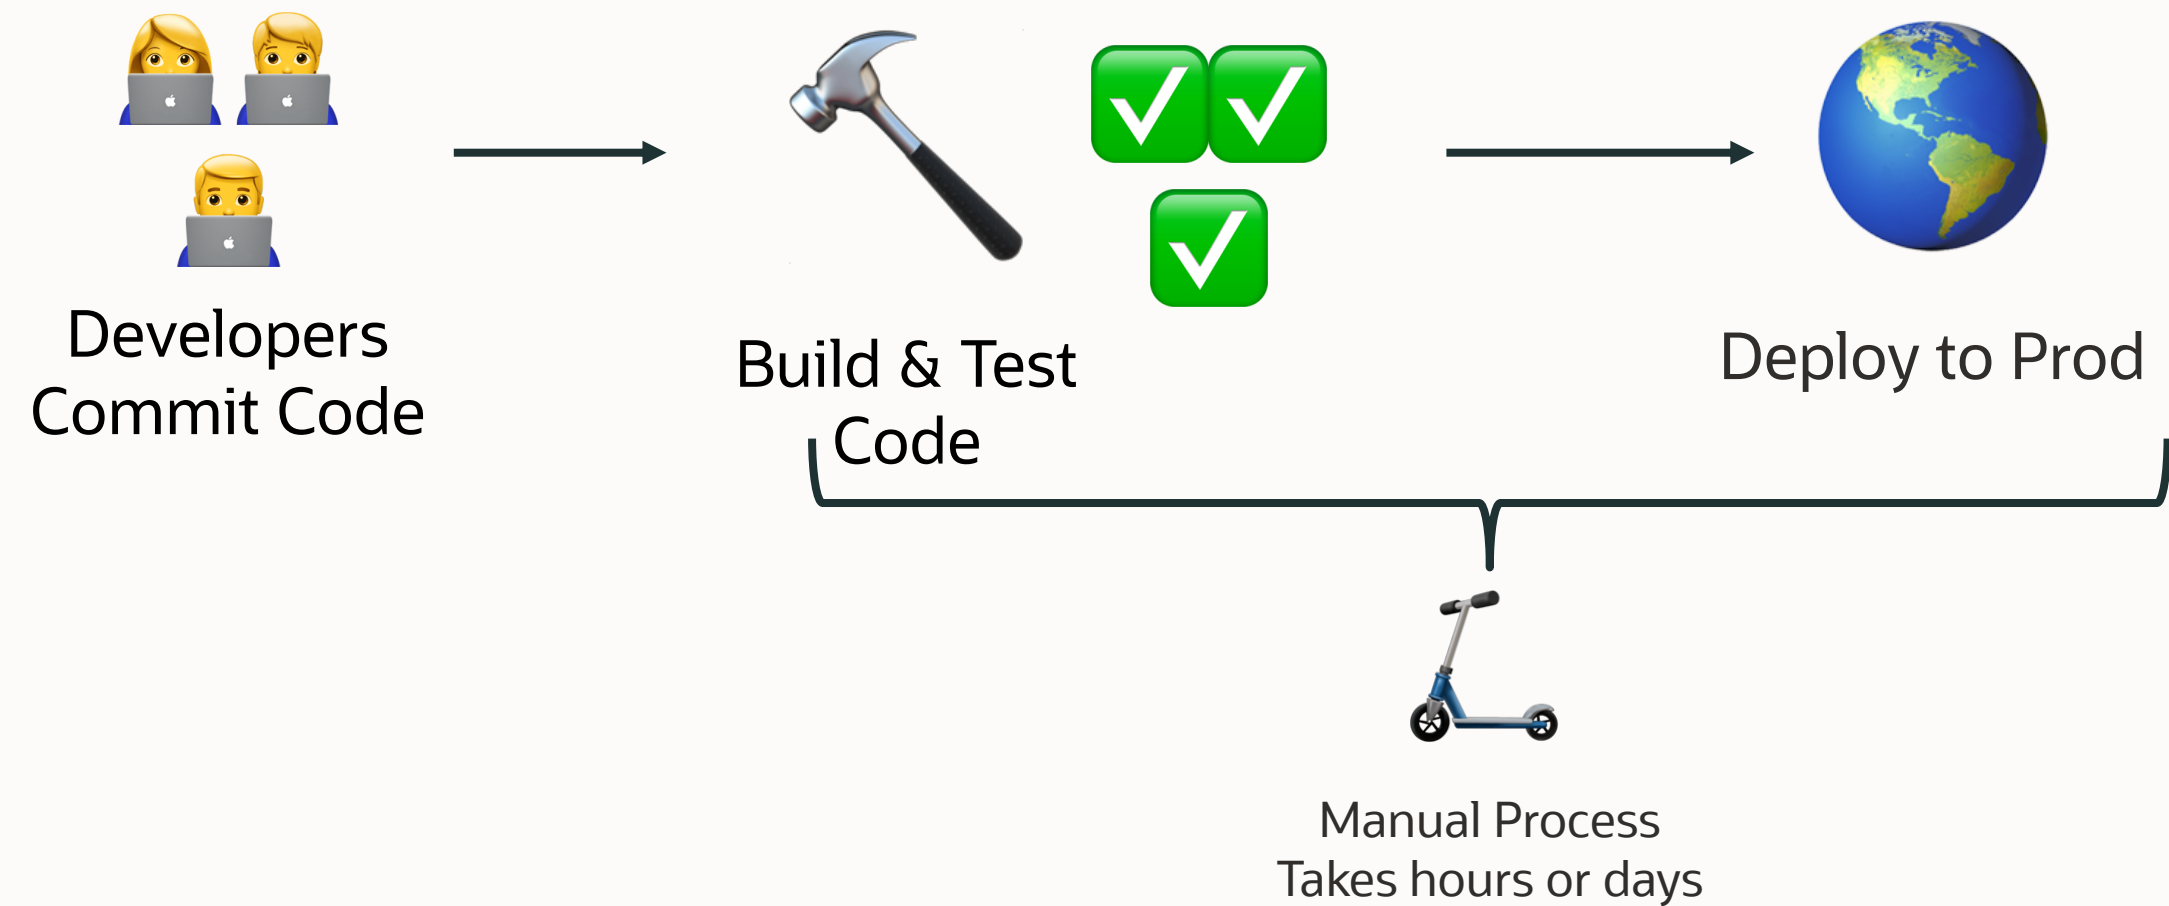 Developers
Commit Code
Build & Test
Code
Deploy to Prod
Manual Process
Takes hours or days